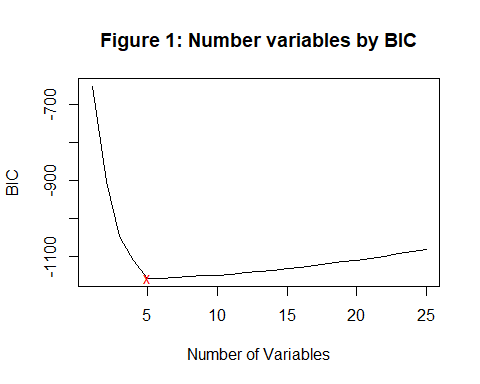 Figure 1: Number variables by BIC
-700
-900
-1100
BIC
X
5
10
15
20
25
Number of Variables